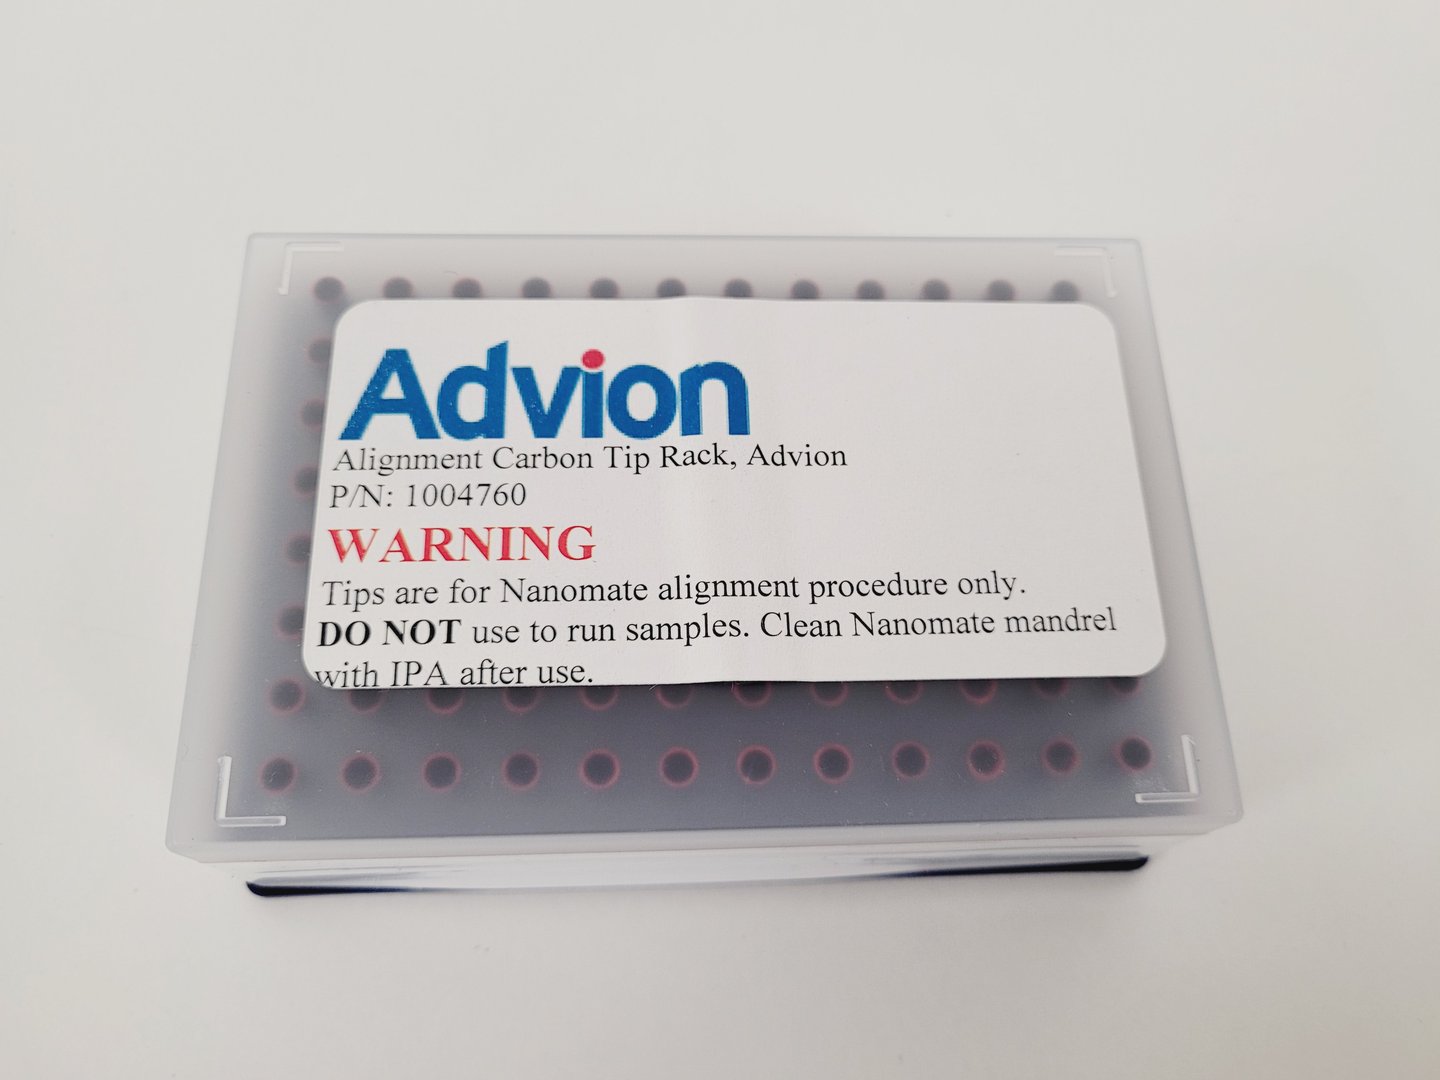 Advion
Alignment Carbon Tip Rack, Advion
P/N: 1004760
WARNING
Tips are for Nanomate alignment procedure only.
DO NOT use to run samples. Clean Nanomate mandrel
with IPA after use.